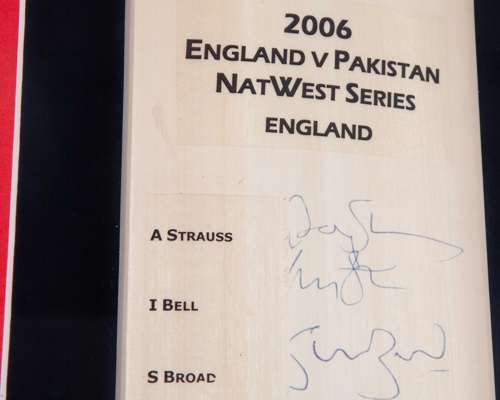 2006
ENGLAND V PAKISTAN
NATWEST SERIES
ENGLAND
A STRAUSS
I BELL
S BROAD